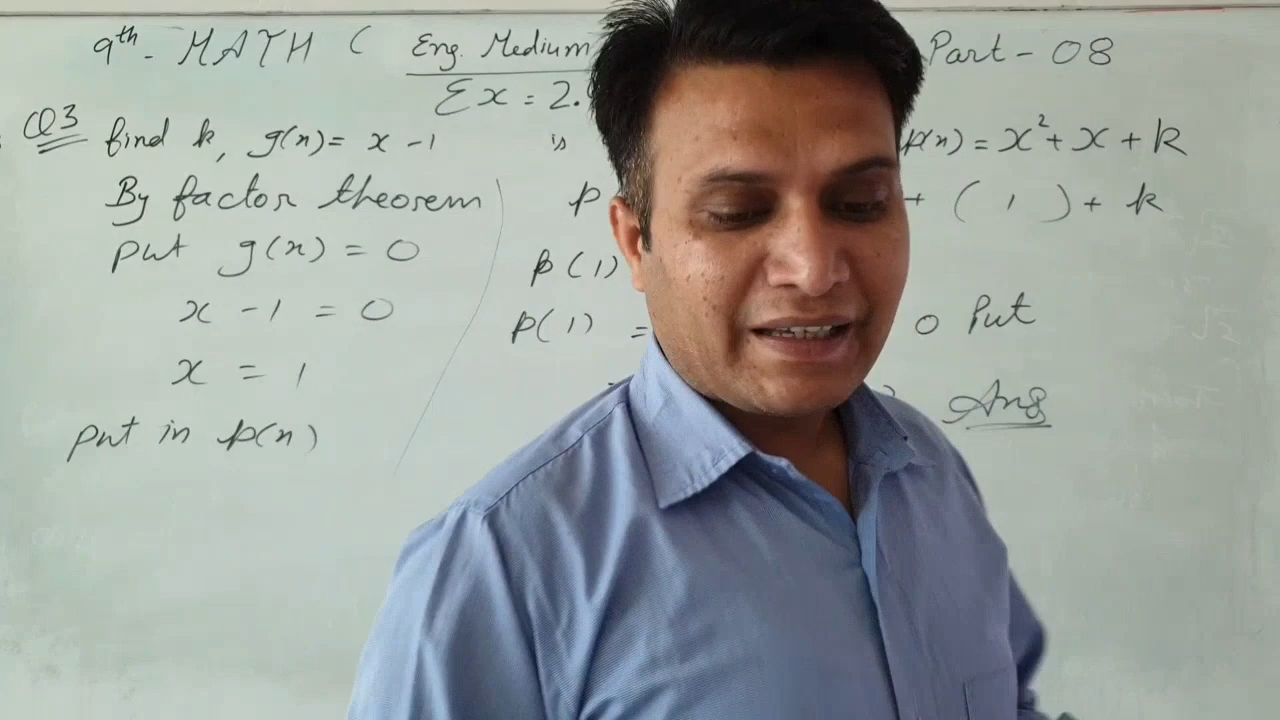 9th - MATH ( Eng. Medium Part - 08
Ex = 2.
Q3 find k, g(x) = x - 1 is p(x) = x² + x + k
By factor theorem p + ( 1 ) + k
put g(x) = 0 p(1)
x - 1 = 0 p(1) = 0 Put
x = 1 Ans
put in p(x)